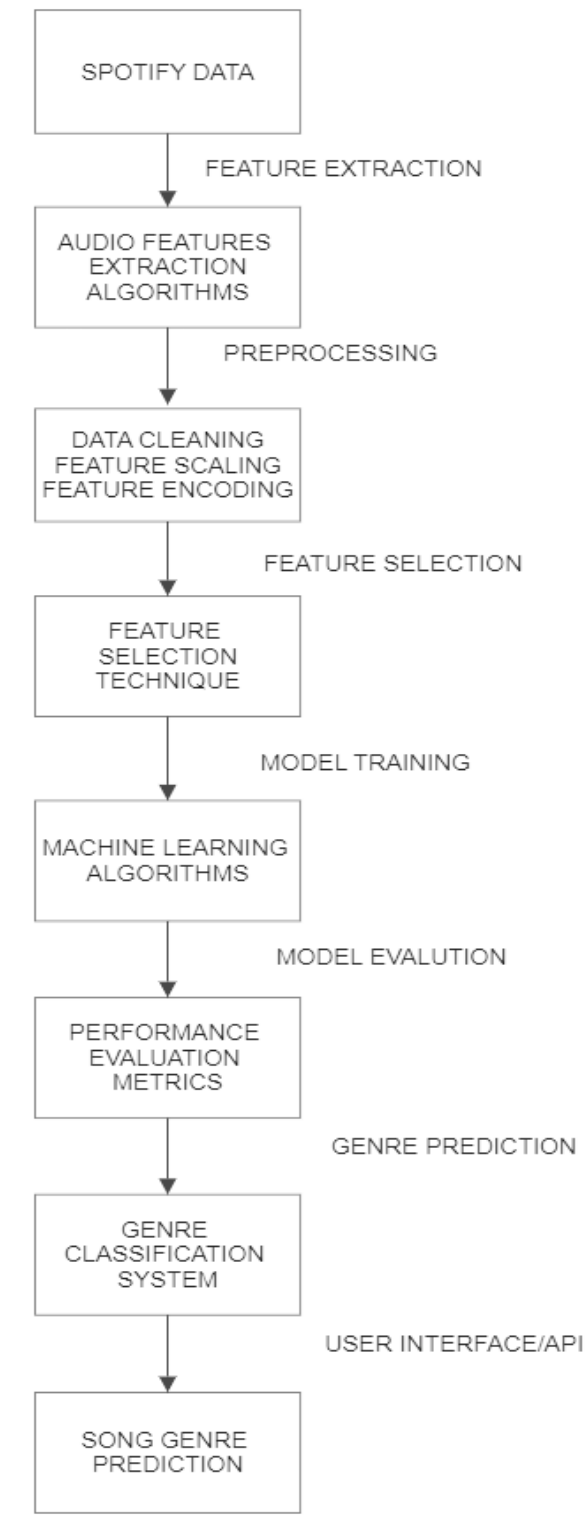 SPOTIFY DATA
FEATURE EXTRACTION
AUDIO FEATURES
EXTRACTION
ALGORITHMS
PREPROCESSING
DATA CLEANING
FEATURE SCALING
FEATURE ENCODING
FEATURE SELECTION
FEATURE
SELECTION
TECHNIQUE
MODEL TRAINING
MACHINE LEARNING
ALGORITHMS
MODEL EVALUTION
PERFORMANCE
EVALUATION
METRICS
GENRE PREDICTION
GENRE
CLASSIFICATION
SYSTEM
USER INTERFACE/API
SONG GENRE
PREDICTION